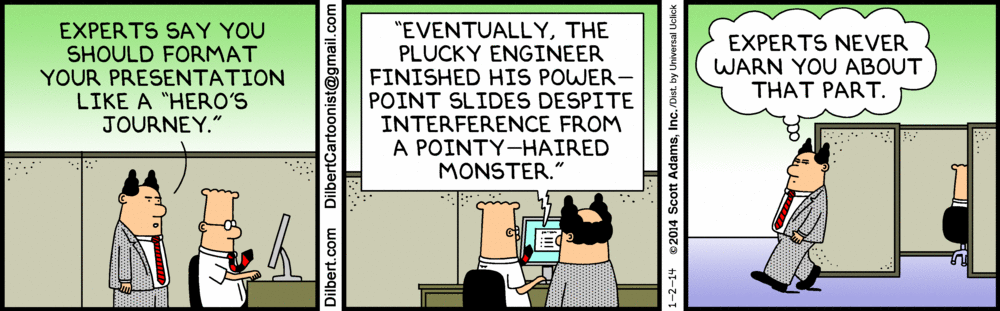 EXPERTS SAY YOU
SHOULD FORMAT
YOUR PRESENTATION
LIKE A "HERO'S
JOURNEY."
Dilbert.com DilbertCartoonist@gmail.com
"EVENTUALLY, THE
PLUCKY ENGINEER
FINISHED HIS POWER-
POINT SLIDES DESPITE
INTERFERENCE FROM
A POINTY-HAIRED
MONSTER."
1-2-14 ©2014 Scott Adams, Inc. /Dist. by Universal Uclick
EXPERTS NEVER
WARN YOU ABOUT
THAT PART.